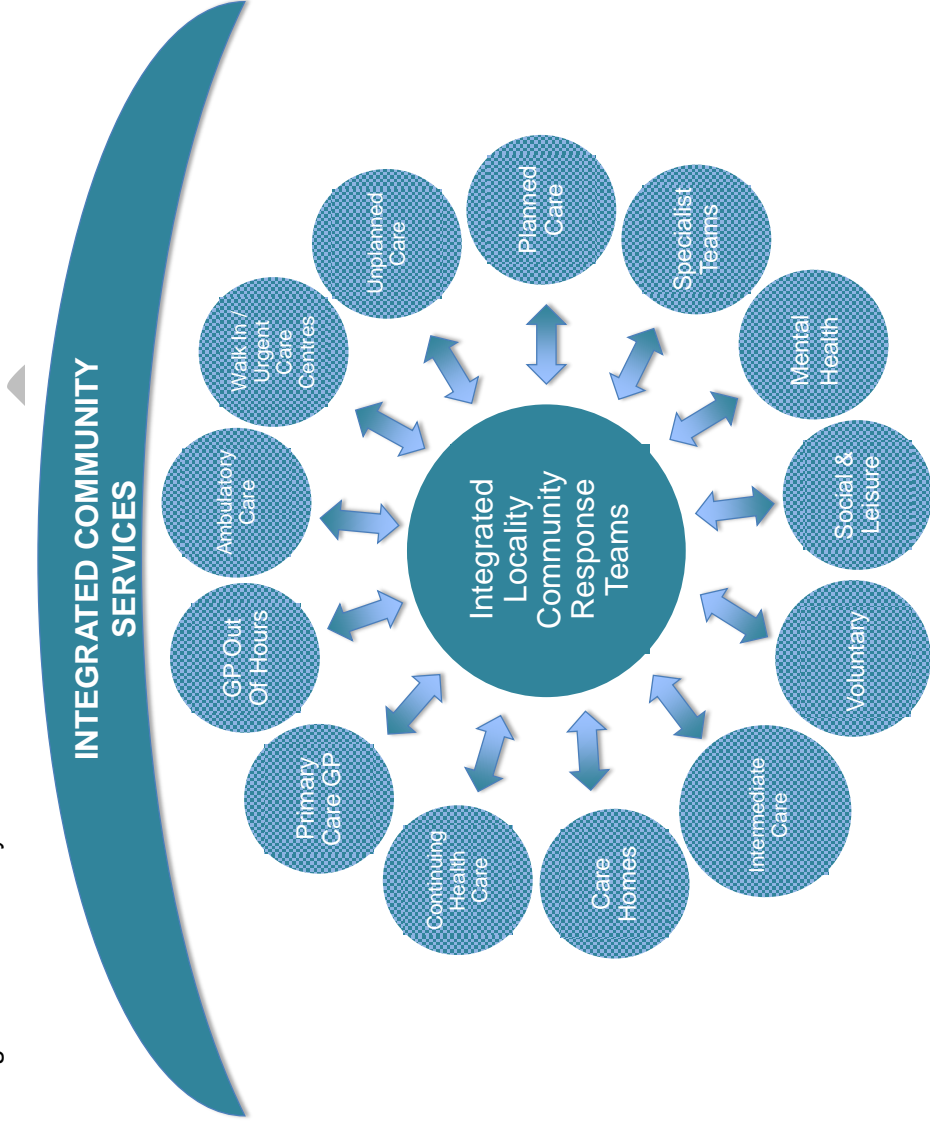 INTEGRATED COMMUNITY
SERVICES
Ambulatory
Care
Walk In /
Urgent
Care
Centres
Unplanned
Care
Planned
Care
Specialist
Teams
Mental
Health
Social &
Leisure
Voluntary
Intermediate
Care
Care
Homes
Continuing
Health
Care
Primary
Care GP
GP Out
Of Hours
Integrated
Locality
Community
Response
Teams